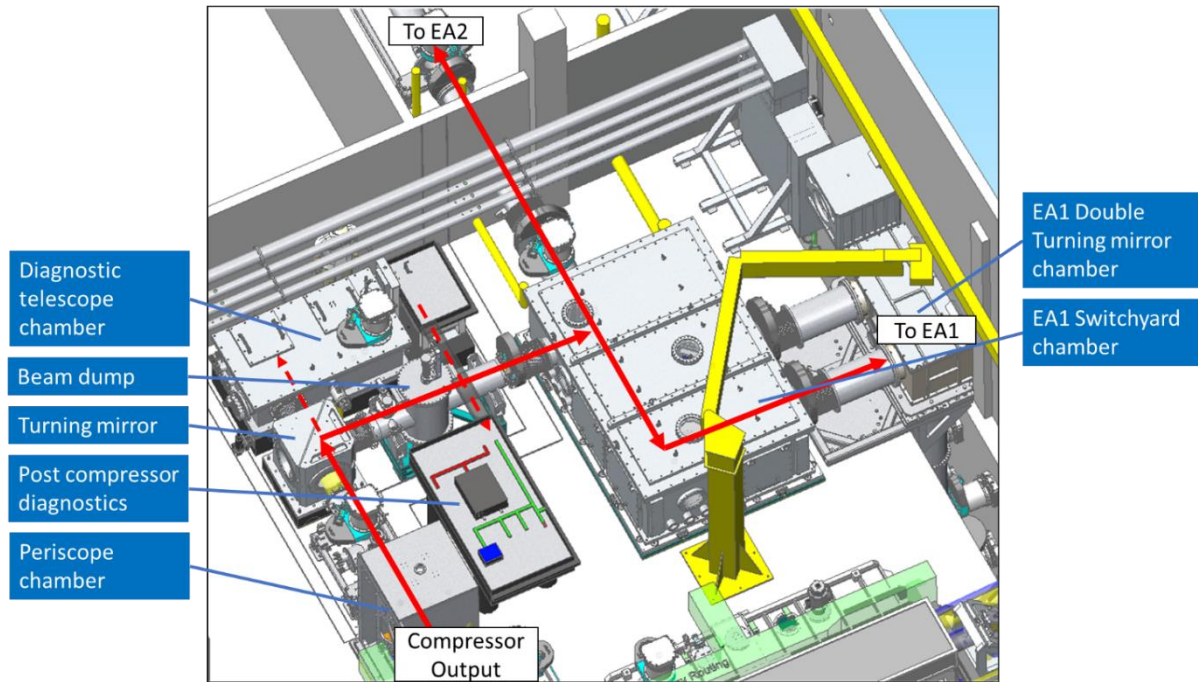 To EA2
Diagnostic
telescope
chamber
Beam dump
Turning mirror
Post compressor
diagnostics
Periscope
chamber
EA1 Double
Turning mirror
chamber
To EA1
EA1 Switchyard
chamber
Compressor
Output
Routing